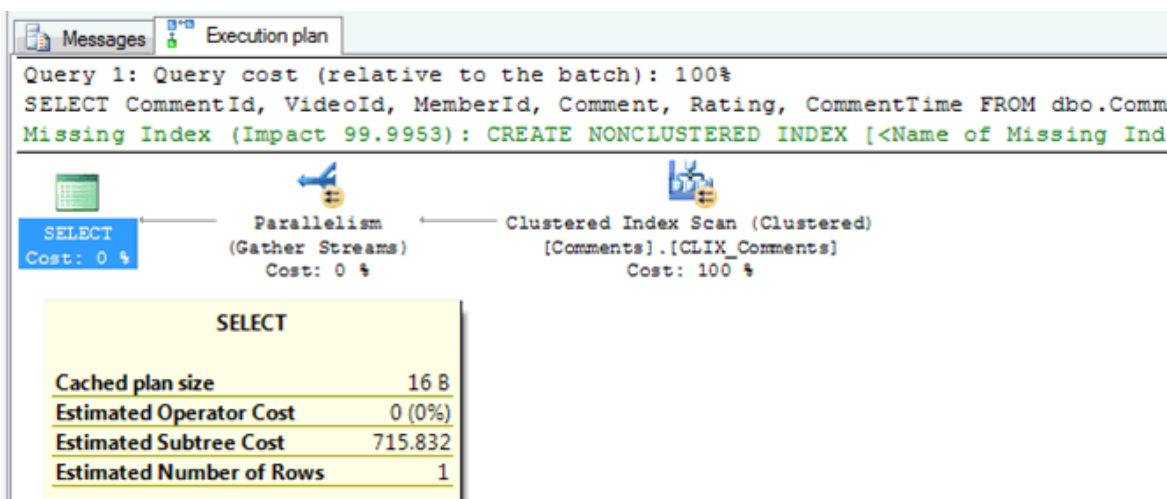 Messages Execution plan
Query 1: Query cost (relative to the batch): 100%
SELECT CommentId, VideoId, MemberId, Comment, Rating, CommentTime FROM dbo.Comm
Missing Index (Impact 99.9953): CREATE NONCLUSTERED INDEX [<Name of Missing Ind
SELECT
Cost: 0 %
Parallelism
(Gather Streams)
Cost: 0 %
Clustered Index Scan (Clustered)
[Comments].[CLIX_Comments]
Cost: 100 %
SELECT
Cached plan size 16 B
Estimated Operator Cost 0 (0%)
Estimated Subtree Cost 715.832
Estimated Number of Rows 1